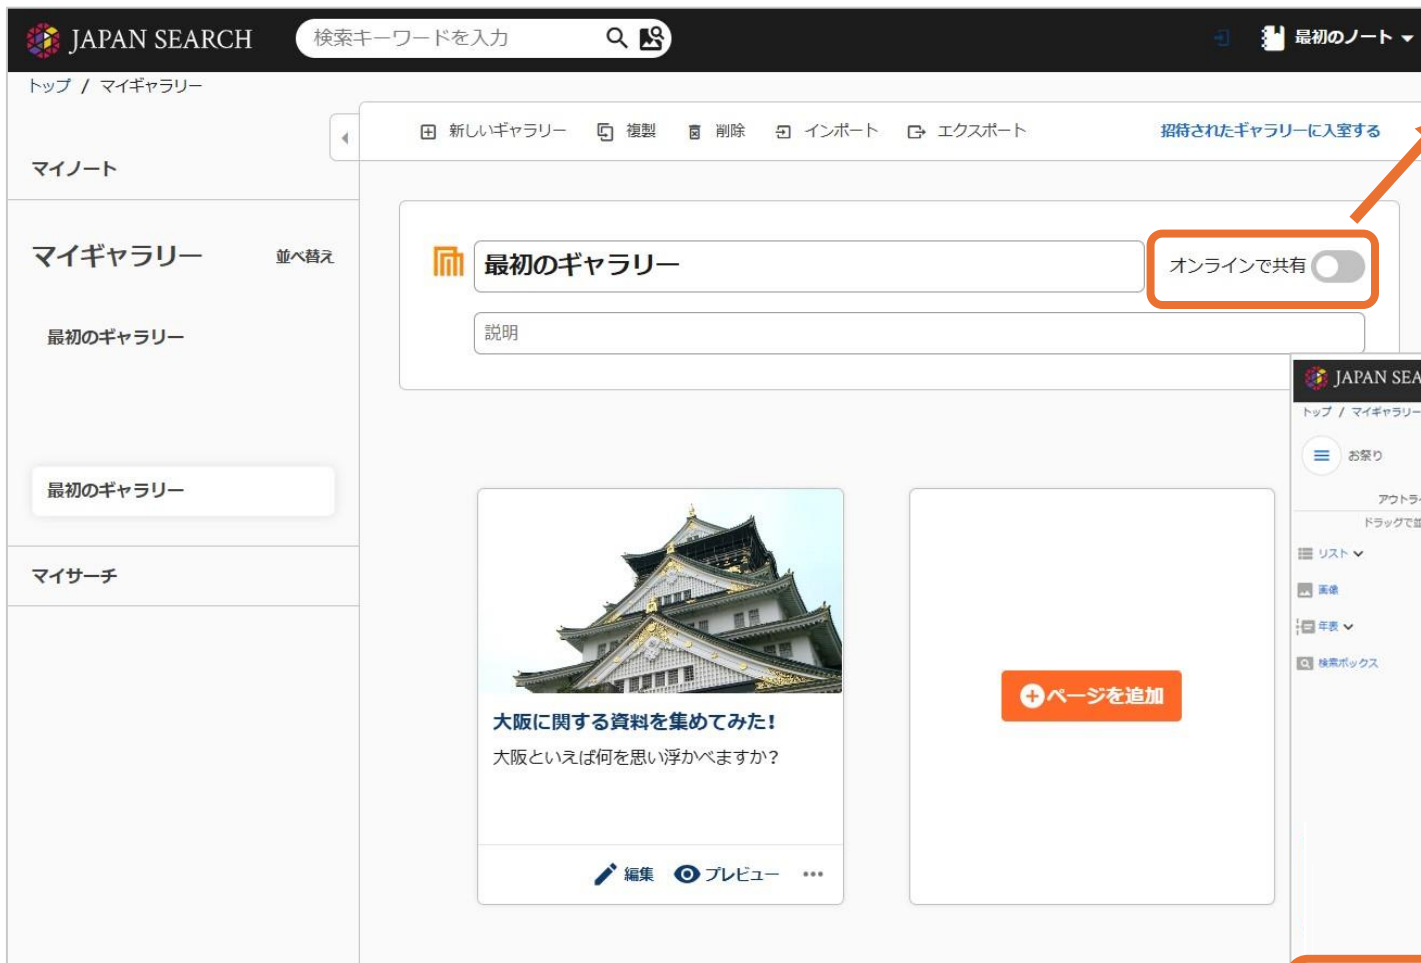 JAPAN SEARCH
検索キーワードを入力
最初のノート
トップ / マイギャラリー
新しいギャラリー 複製 削除 インポート エクスポート
招待されたギャラリーに入室する
マイノート
マイギャラリー 並べ替え
最初のギャラリー
最初のギャラリー
マイサーチ
最初のギャラリー
オンラインで共有
説明
大阪に関する資料を集めてみた!
大阪といえば何を思い浮かべますか?
編集 プレビュー ...
ページを追加
JAPAN SEA
トップ / マイギャラリー
お祭り
アウトラ
ドラッグで並
リスト
画像
年表
検索ボックス